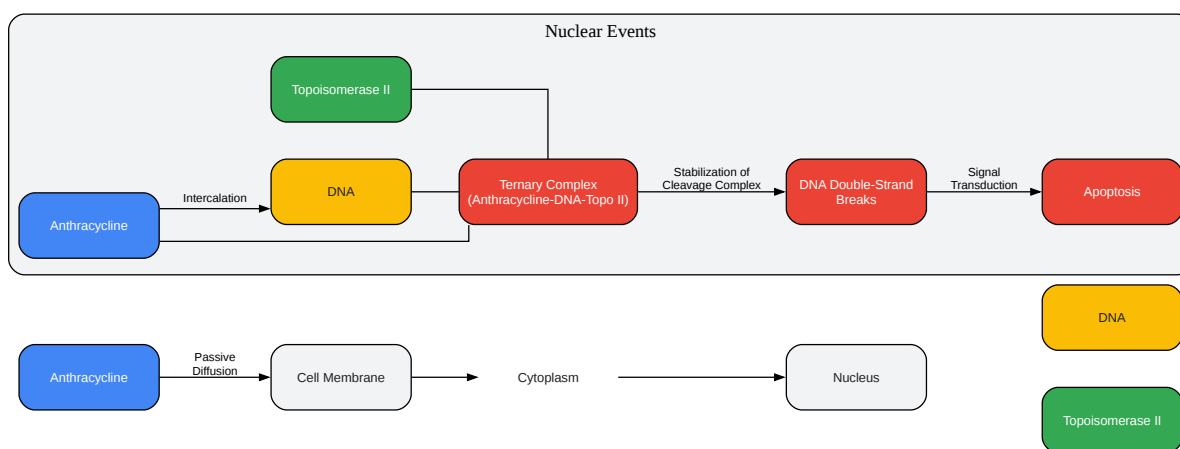 Nuclear Events
Topoisomerase II
Anthracycline
Intercalation
DNA
Ternary Complex
(Anthracycline-DNA-Topo II)
Stabilization of
Cleavage Complex
DNA Double-Strand
Breaks
Signal
Transduction
Apoptosis
DNA
Anthracycline
Passive
Diffusion
Cell Membrane
Cytoplasm
Nucleus
Topoisomerase II